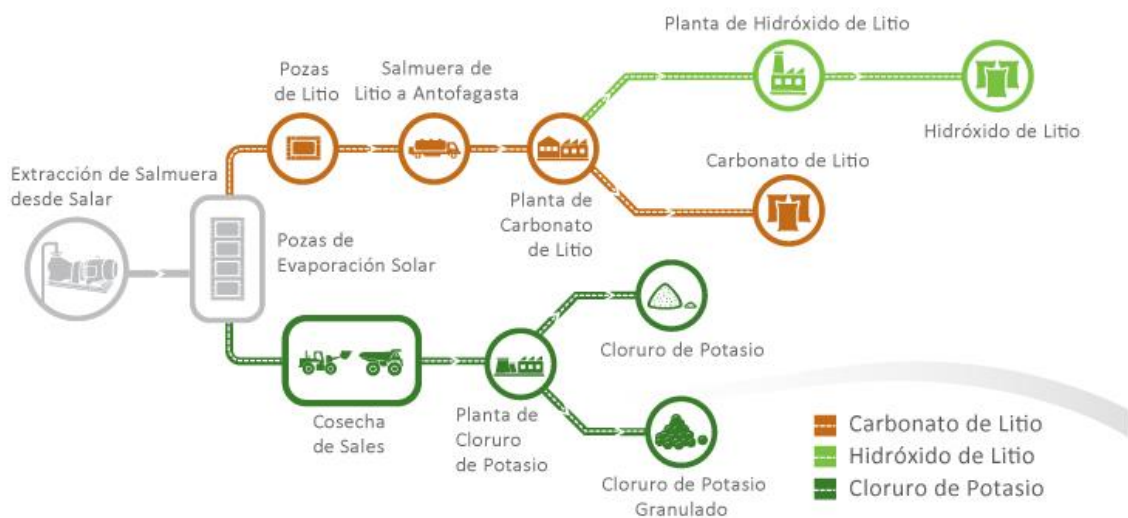 Planta de Hidróxido de Litio
Pozas
de Litio
Salmuera de
Litio a Antofagasta
Hidróxido de Litio
Carbonato de Litio
Extracción de Salmuera
desde Salar
Planta de
Carbonato
de Litio
Pozas de
Evaporación Solar
Cloruro de Potasio
Cosecha
de Sales
Planta de
Cloruro
de Potasio
Cloruro de Potasio
Granulado
Carbonato de Litio
Hidróxido de Litio
Cloruro de Potasio